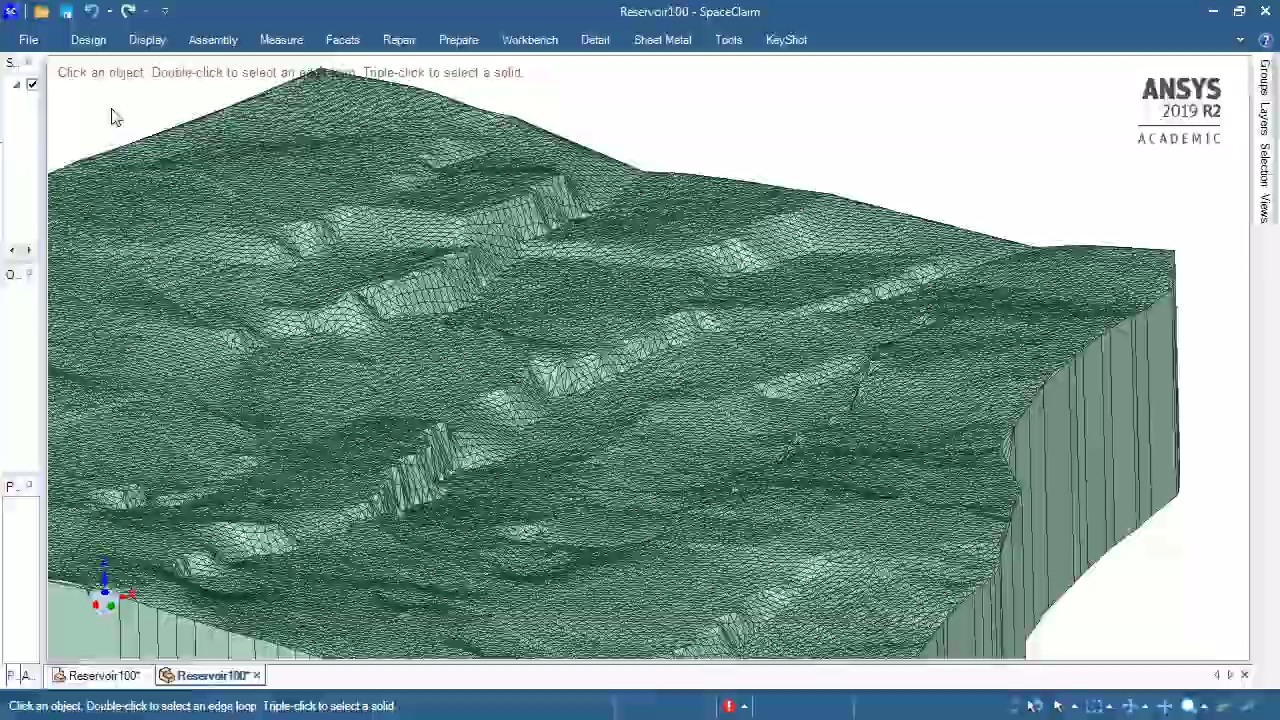 Reservoir100 - SpaceClaim
File Design Display Assembly Measure Facets Repair Prepare Workbench Detail Sheet Metal Tools KeyShot
S..
Click an object. Double-click to select an edge loop. Triple-click to select a solid.
ANSYS
2019 R2
ACADEMIC
Groups Layers Selection Views
O..
P..
P.. A..
Reservoir100* Reservoir100*
Click an object. Double-click to select an edge loop. Triple-click to select a solid.